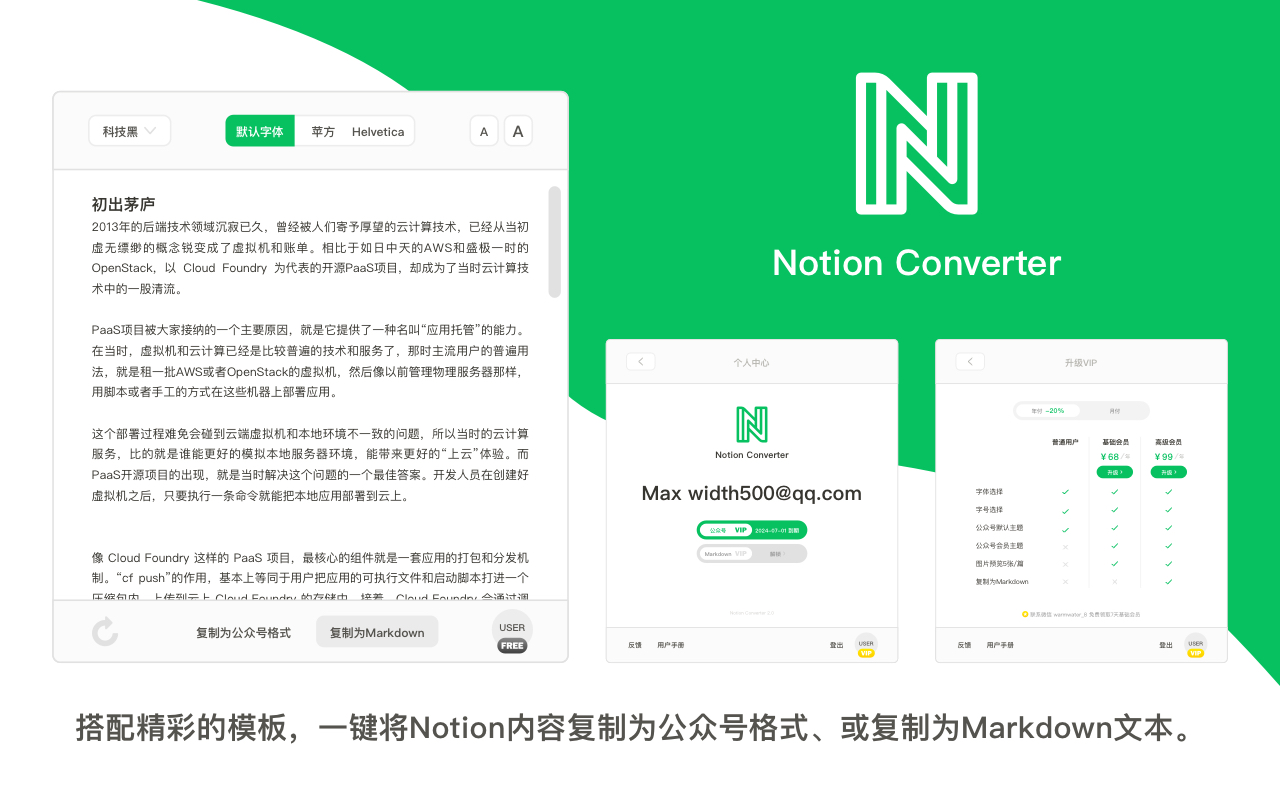 科技黑
默认字体 苹方 Helvetica
A A
初出茅庐
2013年的后端技术领域沉寂已久，曾经被人们寄予厚望的云计算技术，已经从当初
虚无缥缈的概念锐变成了虚拟机和账单。相比于如日中天的AWS和盛极一时的
OpenStack，以 Cloud Foundry 为代表的开源PaaS项目，却成为了当时云计算技
术中的一股清流。
PaaS项目被大家接纳的一个主要原因，就是它提供了一种名叫“应用托管”的能力。
在当时，虚拟机和云计算已经是比较普遍的技术和服务了，那时主流用户的普遍用
法，就是租一批AWS或者OpenStack的虚拟机，然后像以前管理物理服务器那样，
用脚本或者手工的方式在这些机器上部署应用。
这个部署过程难免会碰到云端虚拟机和本地环境不一致的问题，所以当时的云计算
服务，比的就是谁能更好的模拟本地服务器环境，能带来更好的“上云”体验。而
PaaS开源项目的出现，就是当时解决这个问题的一个最佳答案。开发人员在创建好
虚拟机之后，只要执行一条命令就能把本地应用部署到云上。
像 Cloud Foundry 这样的 PaaS 项目，最核心的组件就是一套应用的打包和分发机
制。“cf push”的作用，基本上等同于用户把应用的可执行文件和启动脚本打进一个
压缩包内，上传到云上 Cloud Foundry 的存储中，接着，Cloud Foundry 会通过调
复制为公众号格式
复制为Markdown
USER
FREE
Notion Converter
个人中心
Notion Converter
Max width500@qq.com
公众号 VIP 2024-07-01 到期
Markdown VIP
Notion Converter
反馈 用户手册 登出
USER
VIP
升级VIP
年付 -20% 月付
普通用户 基础会员 高级会员
¥ 68 /年 ¥ 99 /年
升级 升级
字体选择
字号选择
公众号默认主题
公众号会员主题
图片预览5张/篇
复制为Markdown
联系微信 warmwator_6 免费领取7天基础会员
反馈 用户手册 登出
USER
VIP
搭配精彩的模板，一键将Notion内容复制为公众号格式、或复制为Markdown文本。